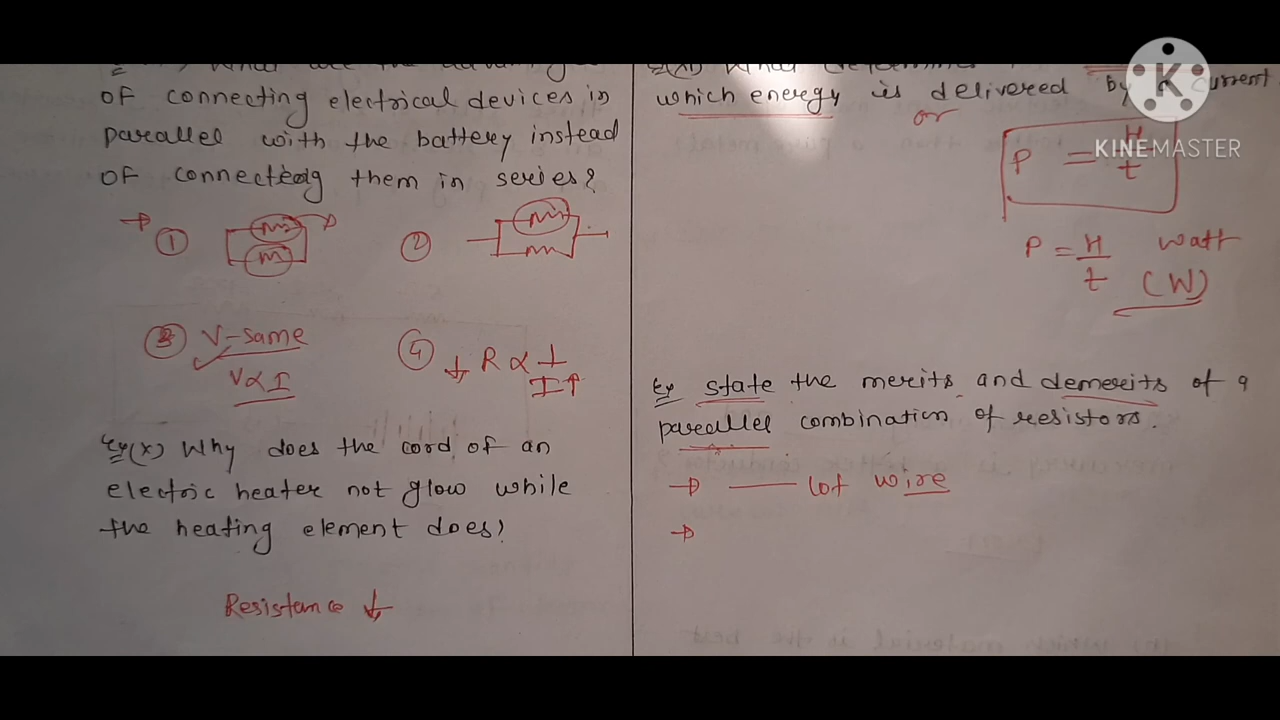 of connecting electrical devices in
parallel with the battery instead
of connecting them in series?
①
②
③ V-same
V∝I
④ ↓ R ∝ 1
I↑
Ex(x) Why does the cord of an
electric heater not glow while
the heating element does?
Resistance ↓
which energy is delivered by a current
or
P = H
t
P = H watt
t (W)
Ex state the merits and demerits of a
parallel combination of resistors.
→ —— lot wire
→
KINEMASTER